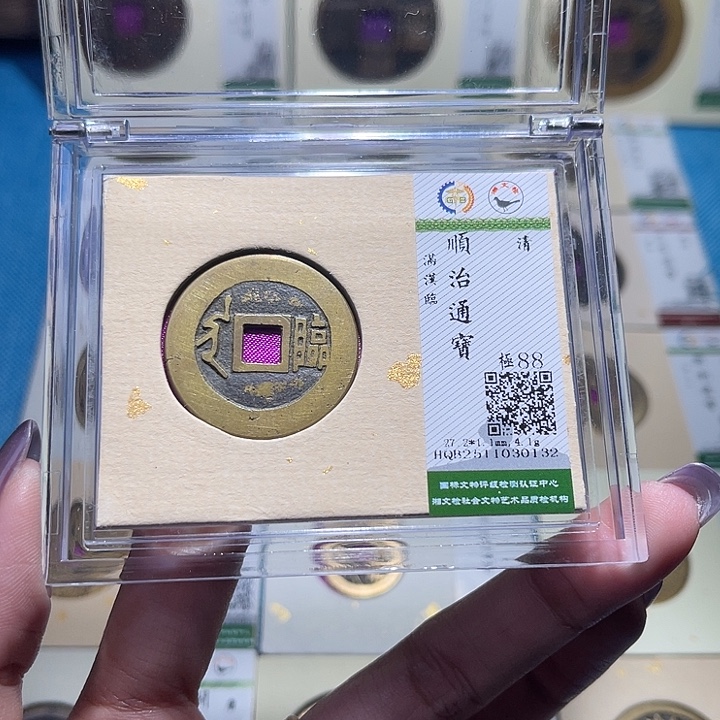 清
順治通寶
滿漢臨
極88
27.2*1.1mm,4.1g
HQB2511030132
国标文物评级检测认证中心
湘文检社会文物艺术品质检机构
臨